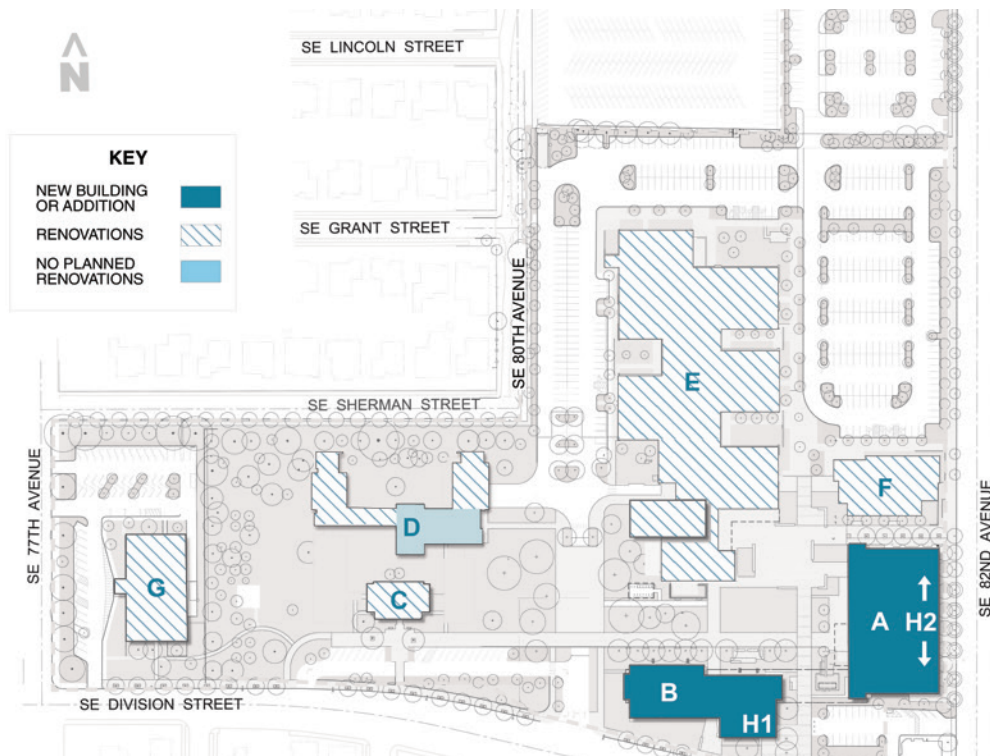 SE LINCOLN STREET
N
KEY
NEW BUILDING
OR ADDITION
RENOVATIONS
NO PLANNED
RENOVATIONS
SE GRANT STREET
SE 80TH AVENUE
E
SE SHERMAN STREET
SE 77TH AVENUE
F
SE 82ND AVENUE
D
G
C
A
H2
B
H1
SE DIVISION STREET